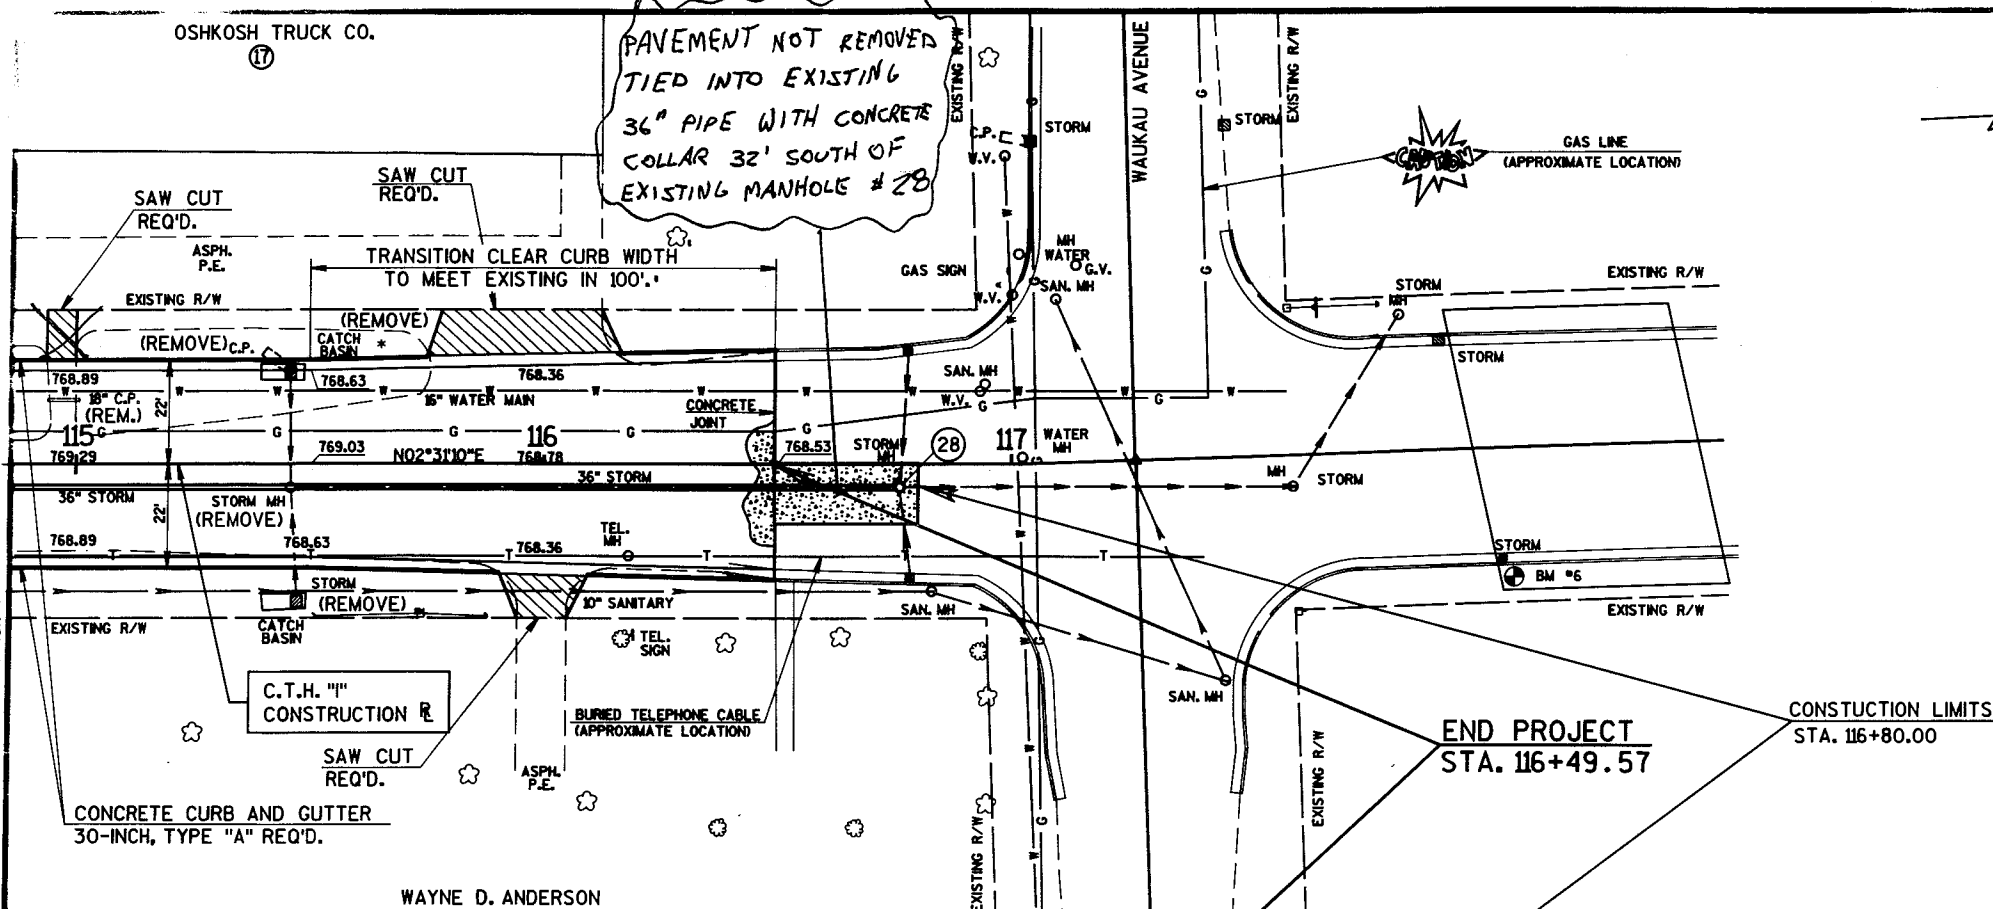 OSHKOSH TRUCK CO.
17
PAVEMENT NOT REMOVED
TIED INTO EXISTING
36" PIPE WITH CONCRETE
COLLAR 32' SOUTH OF
EXISTING MANHOLE #28
EXISTING R/W
WAUKAU AVENUE
EXISTING R/W
STORM
STORM
C.P.
W.V.
GAS LINE
(APPROXIMATE LOCATION)
CAUTION
SAW CUT
REQ'D.
SAW CUT
REQ'D.
ASPH.
P.E.
TRANSITION CLEAR CURB WIDTH
TO MEET EXISTING IN 100'.
GAS SIGN
MH
WATER
G.V.
SAN. MH
W.V.
EXISTING R/W
EXISTING R/W
STORM
MH
STORM
(REMOVE)
(REMOVE)
C.P.
CATCH
BASIN *
768.89
768.63
768.36
W W W W W W W W W W W
18" C.P.
(REM.)
22'
16" WATER MAIN
CONCRETE
JOINT
SAN. MH
W.V.
G G G G G G G
115
116
117
769.29
769.03
N02°31'10"E
768.78
768.53
STORM
MH
28
WATER
MH
36" STORM
36" STORM
STORM MH
(REMOVE)
22'
MH
STORM
TEL.
MH
768.89
768.63
768.36
T T T T T T
STORM
(REMOVE)
10" SANITARY
SAN. MH
STORM
BM #6
EXISTING R/W
CATCH
BASIN
EXISTING R/W
TEL.
SIGN
C.T.H. "I"
CONSTRUCTION RL
BURIED TELEPHONE CABLE
(APPROXIMATE LOCATION)
SAN. MH
END PROJECT
STA. 116+49.57
CONSTUCTION LIMITS
STA. 116+80.00
SAW CUT
REQ'D.
ASPH.
P.E.
EXISTING R/W
EXISTING R/W
CONCRETE CURB AND GUTTER
30-INCH, TYPE "A" REQ'D.
WAYNE D. ANDERSON